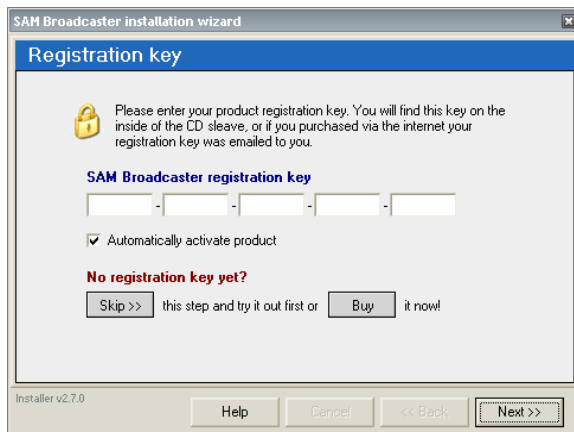 SAM Broadcaster installation wizard
Registration key
Please enter your product registration key. You will find this key on the
inside of the CD sleave, or if you purchased via the internet your
registration key was emailed to you.
SAM Broadcaster registration key
- - - -
Automatically activate product
No registration key yet?
Skip >> this step and try it out first or Buy it now!
Installer v2.7.0
Help Cancel << Back Next >>